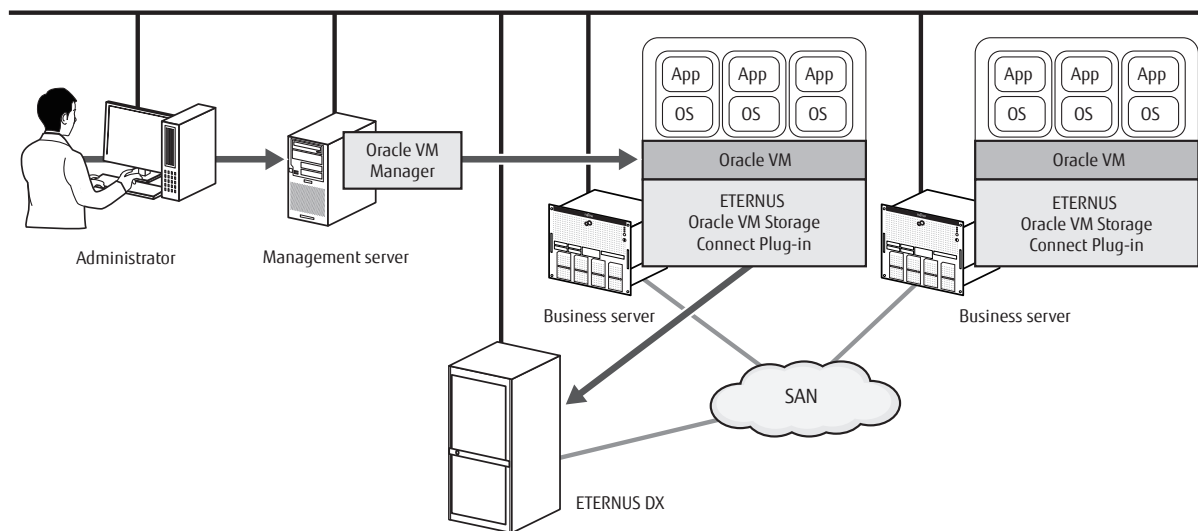 App
App
App
OS
OS
OS
App
App
App
OS
OS
OS
Oracle VM
Manager
Oracle VM
Oracle VM
ETERNUS
Oracle VM Storage
Connect Plug-in
ETERNUS
Oracle VM Storage
Connect Plug-in
Administrator
Management server
Business server
Business server
SAN
ETERNUS DX